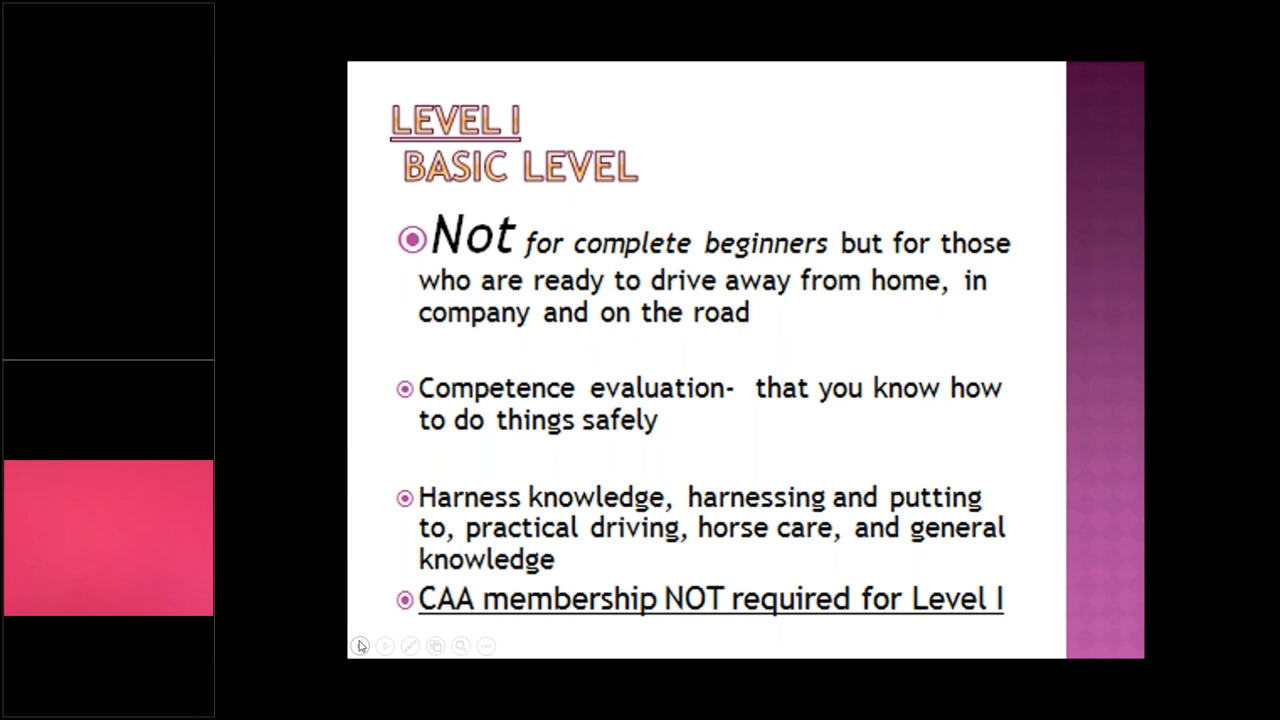 LEVEL I
BASIC LEVEL
Not for complete beginners but for those
who are ready to drive away from home, in
company and on the road
Competence evaluation- that you know how
to do things safely
Harness knowledge, harnessing and putting
to, practical driving, horse care, and general
knowledge
CAA membership NOT required for Level I